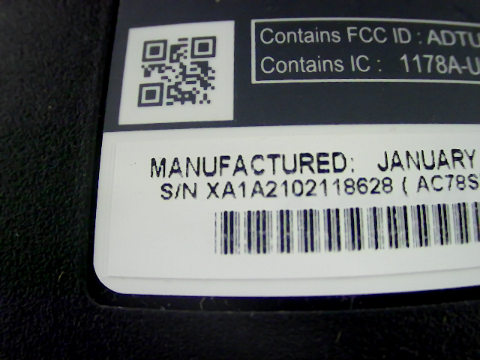 Contains FCC ID : ADTU
Contains IC : 1178A-U
MANUFACTURED: JANUARY
S/N XA1A2102118628 ( AC78S